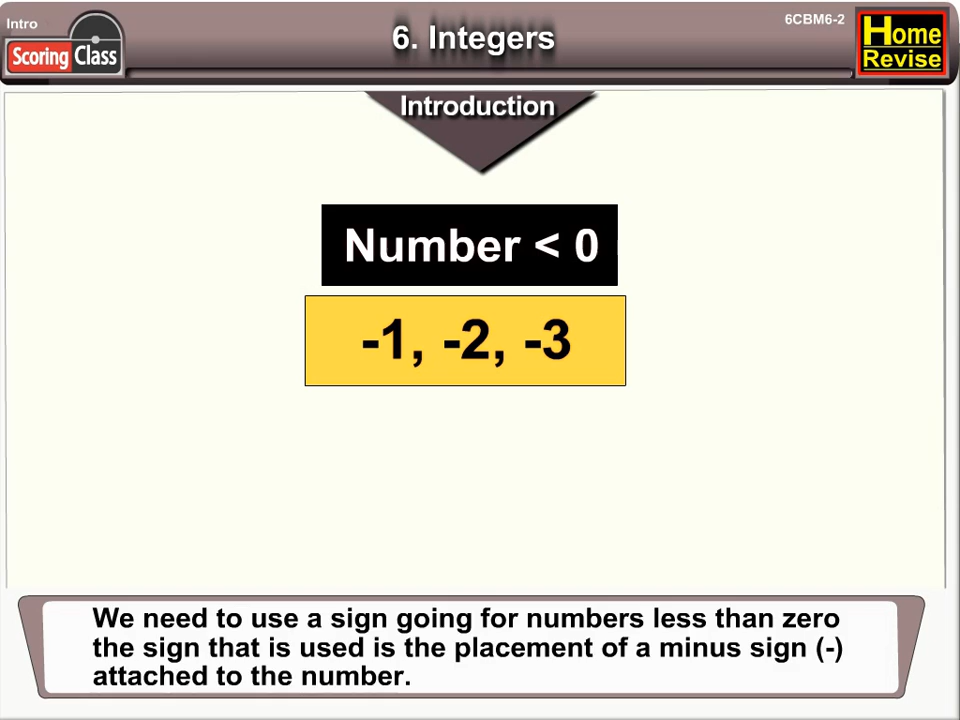 Intro
6CBM6-2
Scoring Class
6. Integers
Home
Revise
Introduction
Number < 0
-1, -2, -3
We need to use a sign going for numbers less than zero
the sign that is used is the placement of a minus sign (-)
attached to the number.